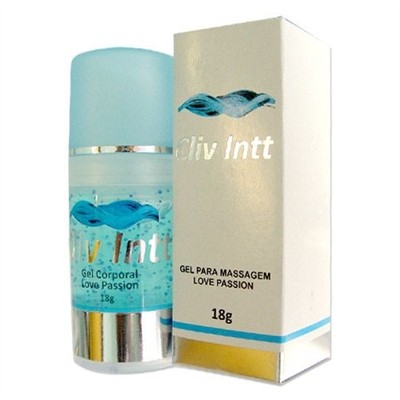 Cliv Intt
Gel Corporal
Love Passion
18g
Cliv Intt
GEL PARA MASSAGEM
LOVE PASSION
18g